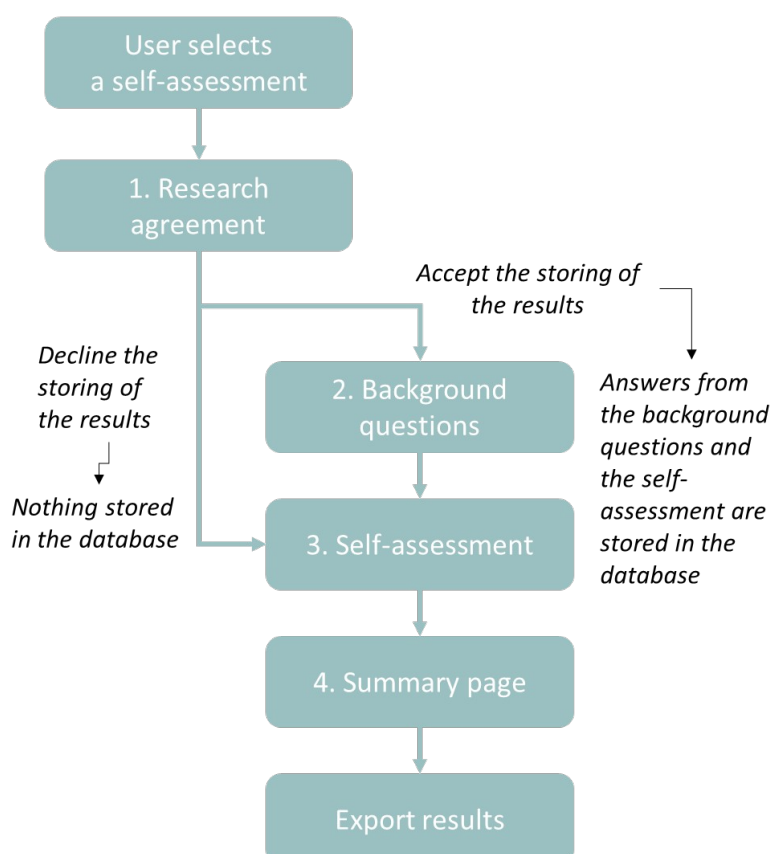 User selects
a self-assessment
1. Research
agreement
Accept the storing of
the results
Decline the
storing of
the results
2. Background
questions
Answers from
the background
questions and
the self-
assessment are
stored in the
database
Nothing stored
in the database
3. Self-assessment
4. Summary page
Export results